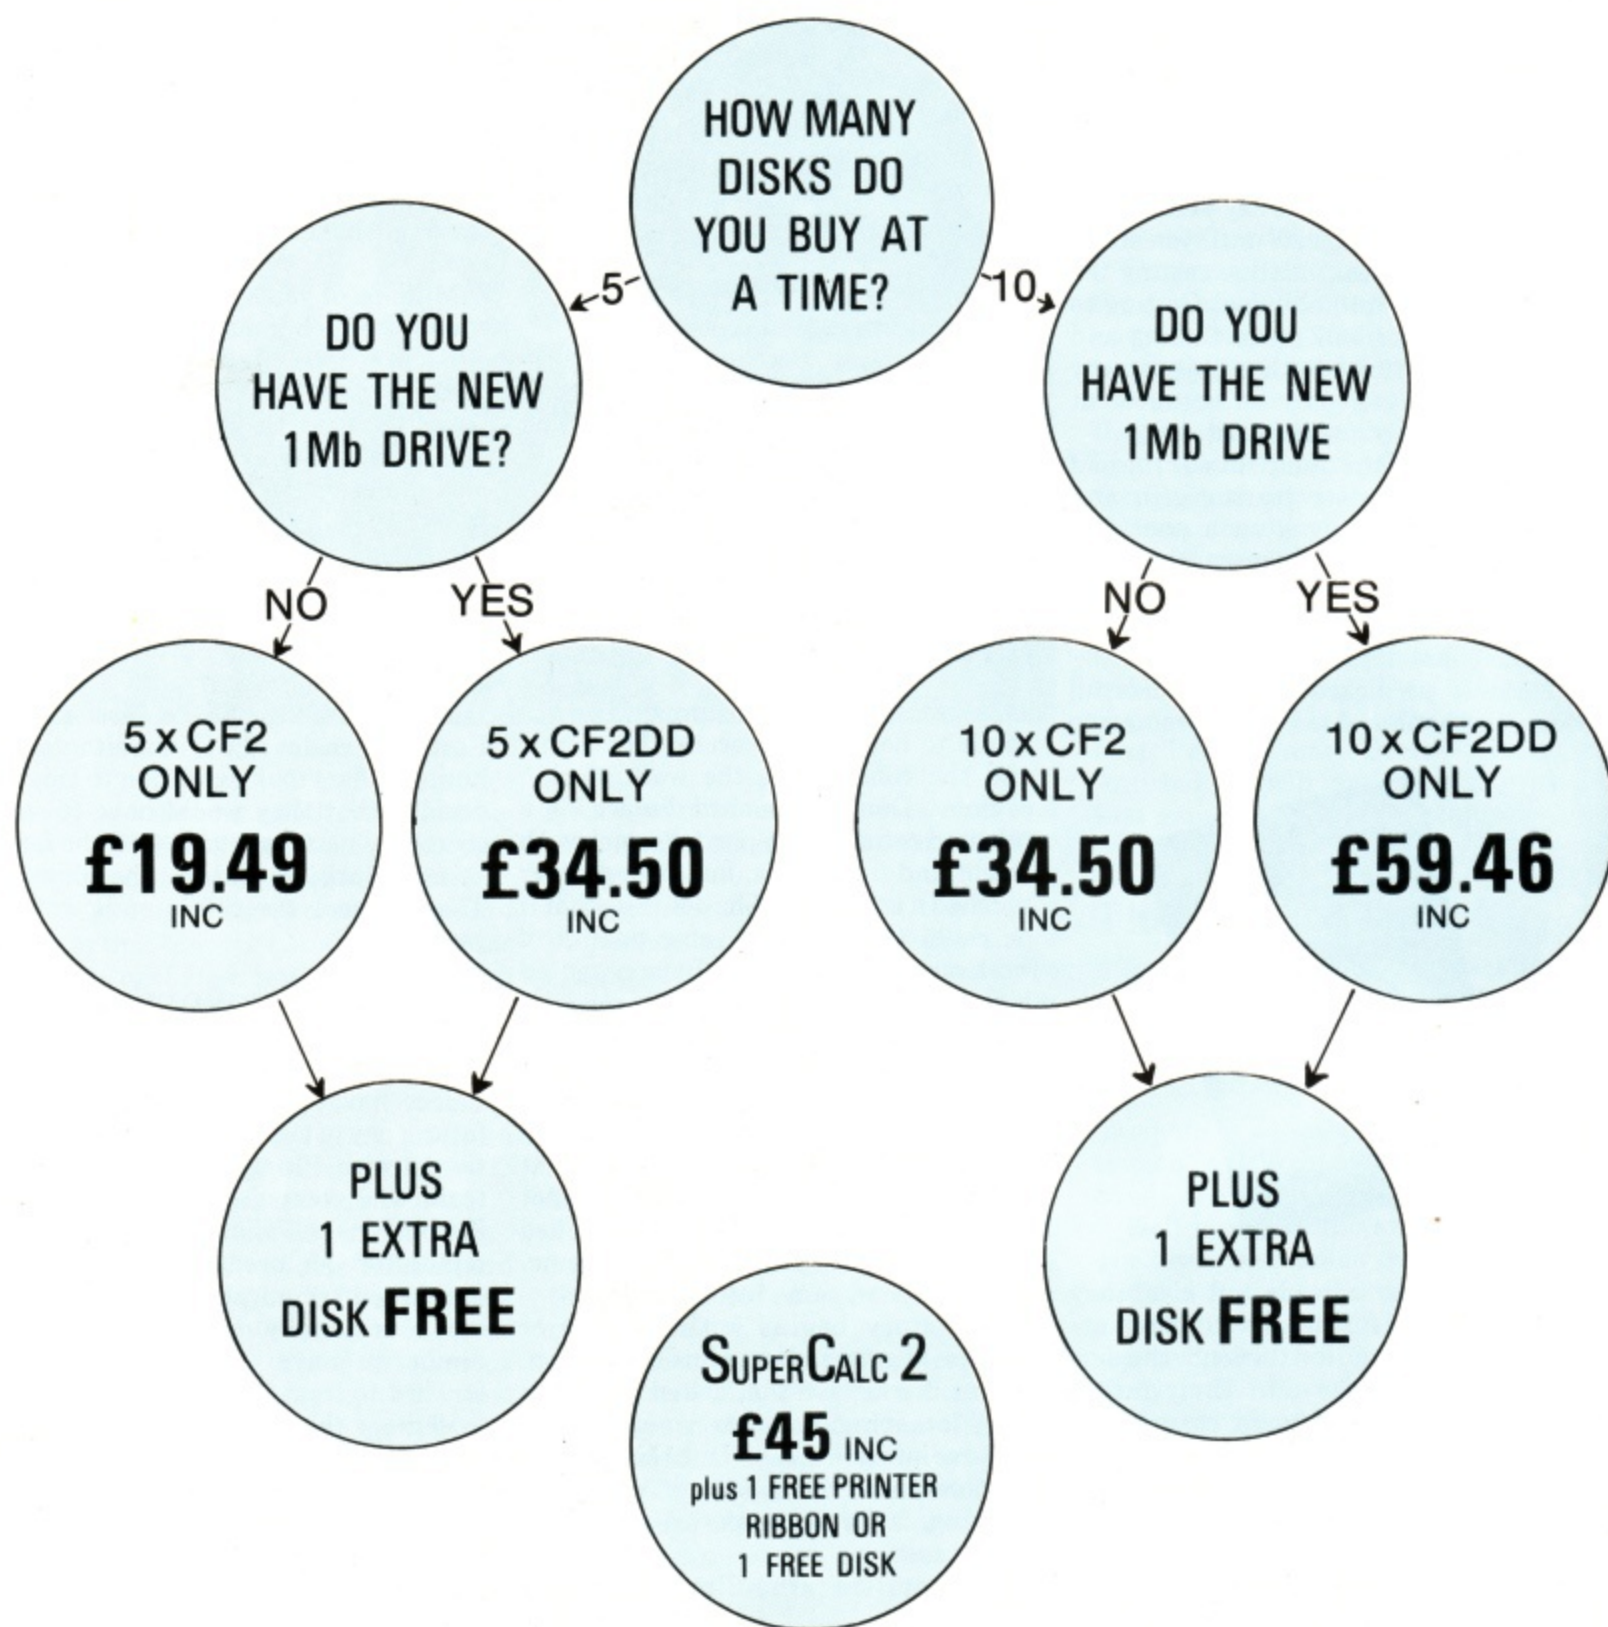 HOW MANY
DISKS DO
YOU BUY AT
A TIME?
5
10
DO YOU
HAVE THE NEW
1Mb DRIVE?
DO YOU
HAVE THE NEW
1Mb DRIVE
NO
YES
NO
YES
5 x CF2
ONLY
£19.49
INC
5 x CF2DD
ONLY
£34.50
INC
10 x CF2
ONLY
£34.50
INC
10 x CF2DD
ONLY
£59.46
INC
PLUS
1 EXTRA
DISK FREE
PLUS
1 EXTRA
DISK FREE
SUPERCALC 2
£45 INC
plus 1 FREE PRINTER
RIBBON OR
1 FREE DISK